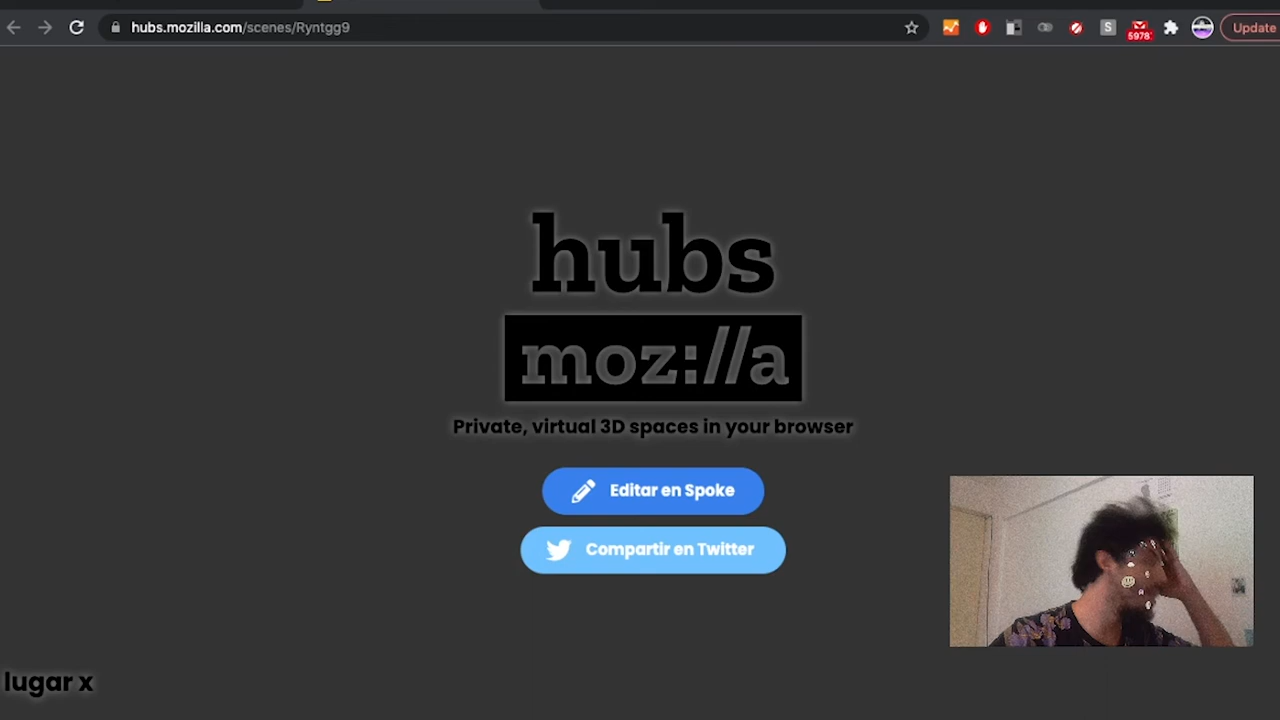 hubs.mozilla.com/scenes/Ryntgg9
S
5978
Update
hubs
moz://a
Private, virtual 3D spaces in your browser
Editar en Spoke
Compartir en Twitter
lugar x